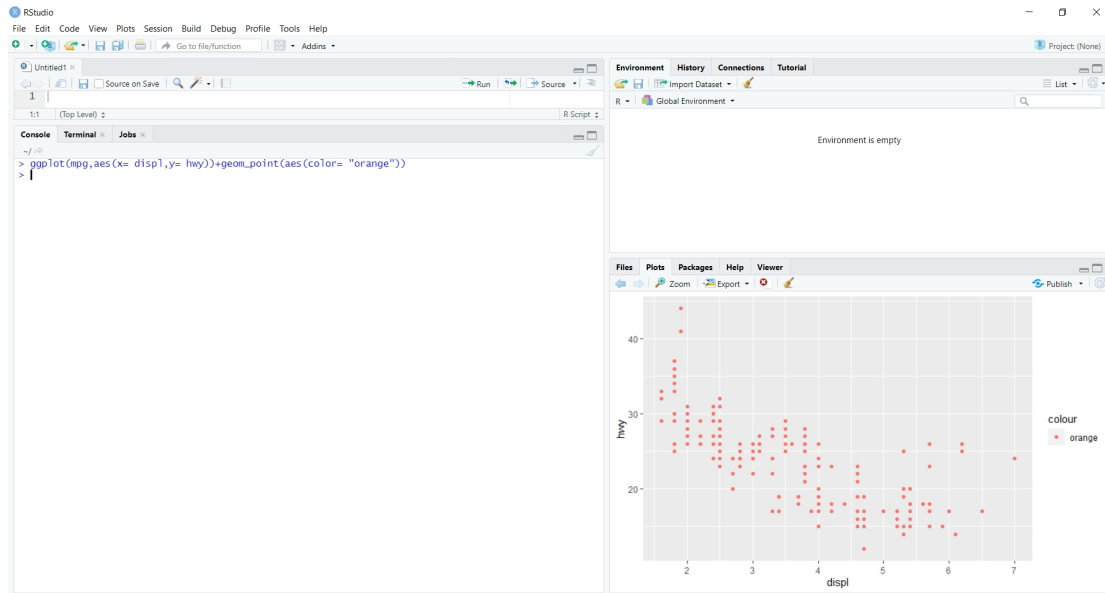 RStudio
File Edit Code View Plots Session Build Debug Profile Tools Help
Go to file/function Addins Project: (None)
Untitled1
Source on Save Run Source
1
1:1 (Top Level) R Script
Console Terminal Jobs
~/
> ggplot(mpg,aes(x= displ,y= hwy))+geom_point(aes(color= "orange"))
>
Environment History Connections Tutorial
Import Dataset List
R Global Environment
Environment is empty
Files Plots Packages Help Viewer
Zoom Export Publish
40
30
20
hwy
2 3 4 5 6 7
displ
colour
orange